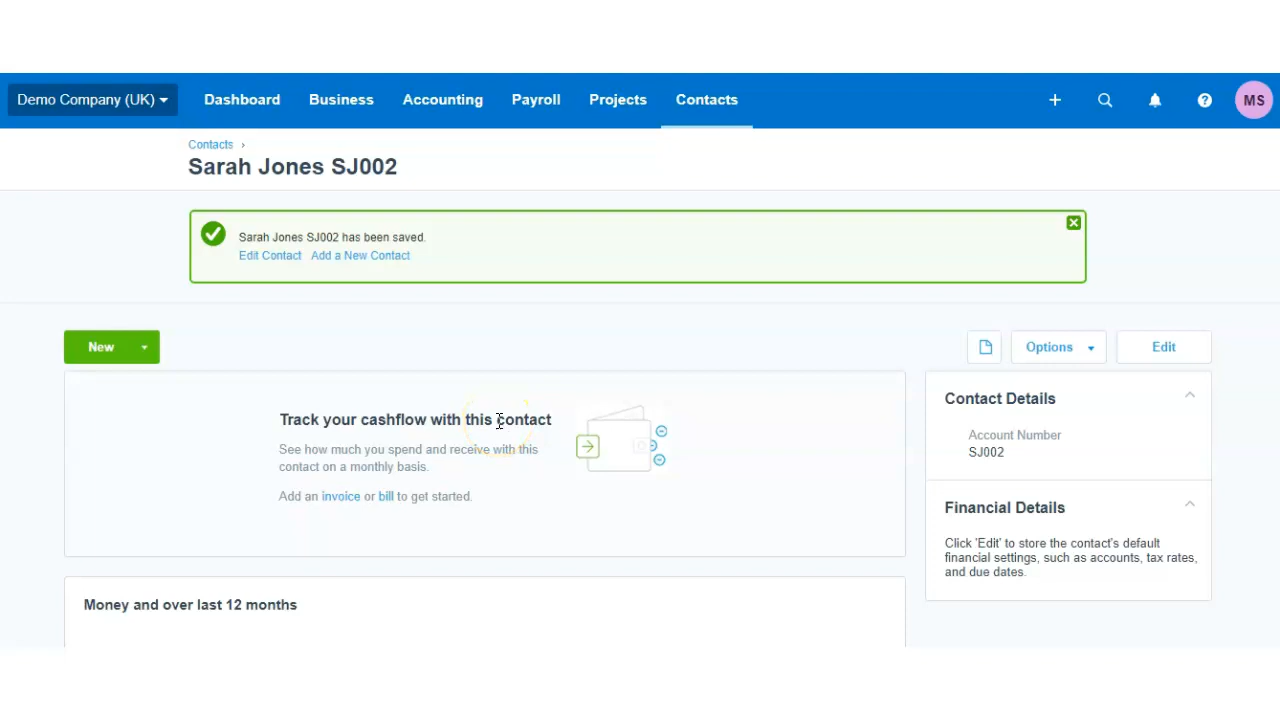 Demo Company (UK) Dashboard Business Accounting Payroll Projects Contacts MS
Contacts ›
Sarah Jones SJ002
Sarah Jones SJ002 has been saved.
Edit Contact Add a New Contact
New Options Edit
Track your cashflow with this contact
See how much you spend and receive with this
contact on a monthly basis.
Add an invoice or bill to get started.
Contact Details
Account Number
SJ002
Financial Details
Click 'Edit' to store the contact's default
financial settings, such as accounts, tax rates,
and due dates.
Money and over last 12 months